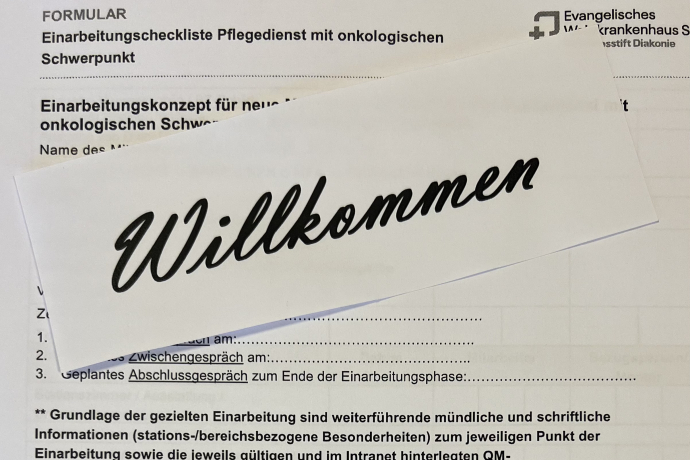 FORMULAR
Einarbeitungscheckliste Pflegedienst mit onkologischen
Schwerpunkt
Evangelisches
krankenhaus S
sstift Diakonie
Einarbeitungskonzept für neue
onkologischen
Name des
Willkommen
1. am:
2. Zwischengespräch am:
3. Geplantes Abschlussgespräch zum Ende der Einarbeitungsphase:
** Grundlage der gezielten Einarbeitung sind weiterführende mündliche und schriftliche
Informationen (stations-/bereichsbezogene Besonderheiten) zum jeweiligen Punkt der
Einarbeitung sowie die jeweils gültigen und im Intranet hinterlegten QM-